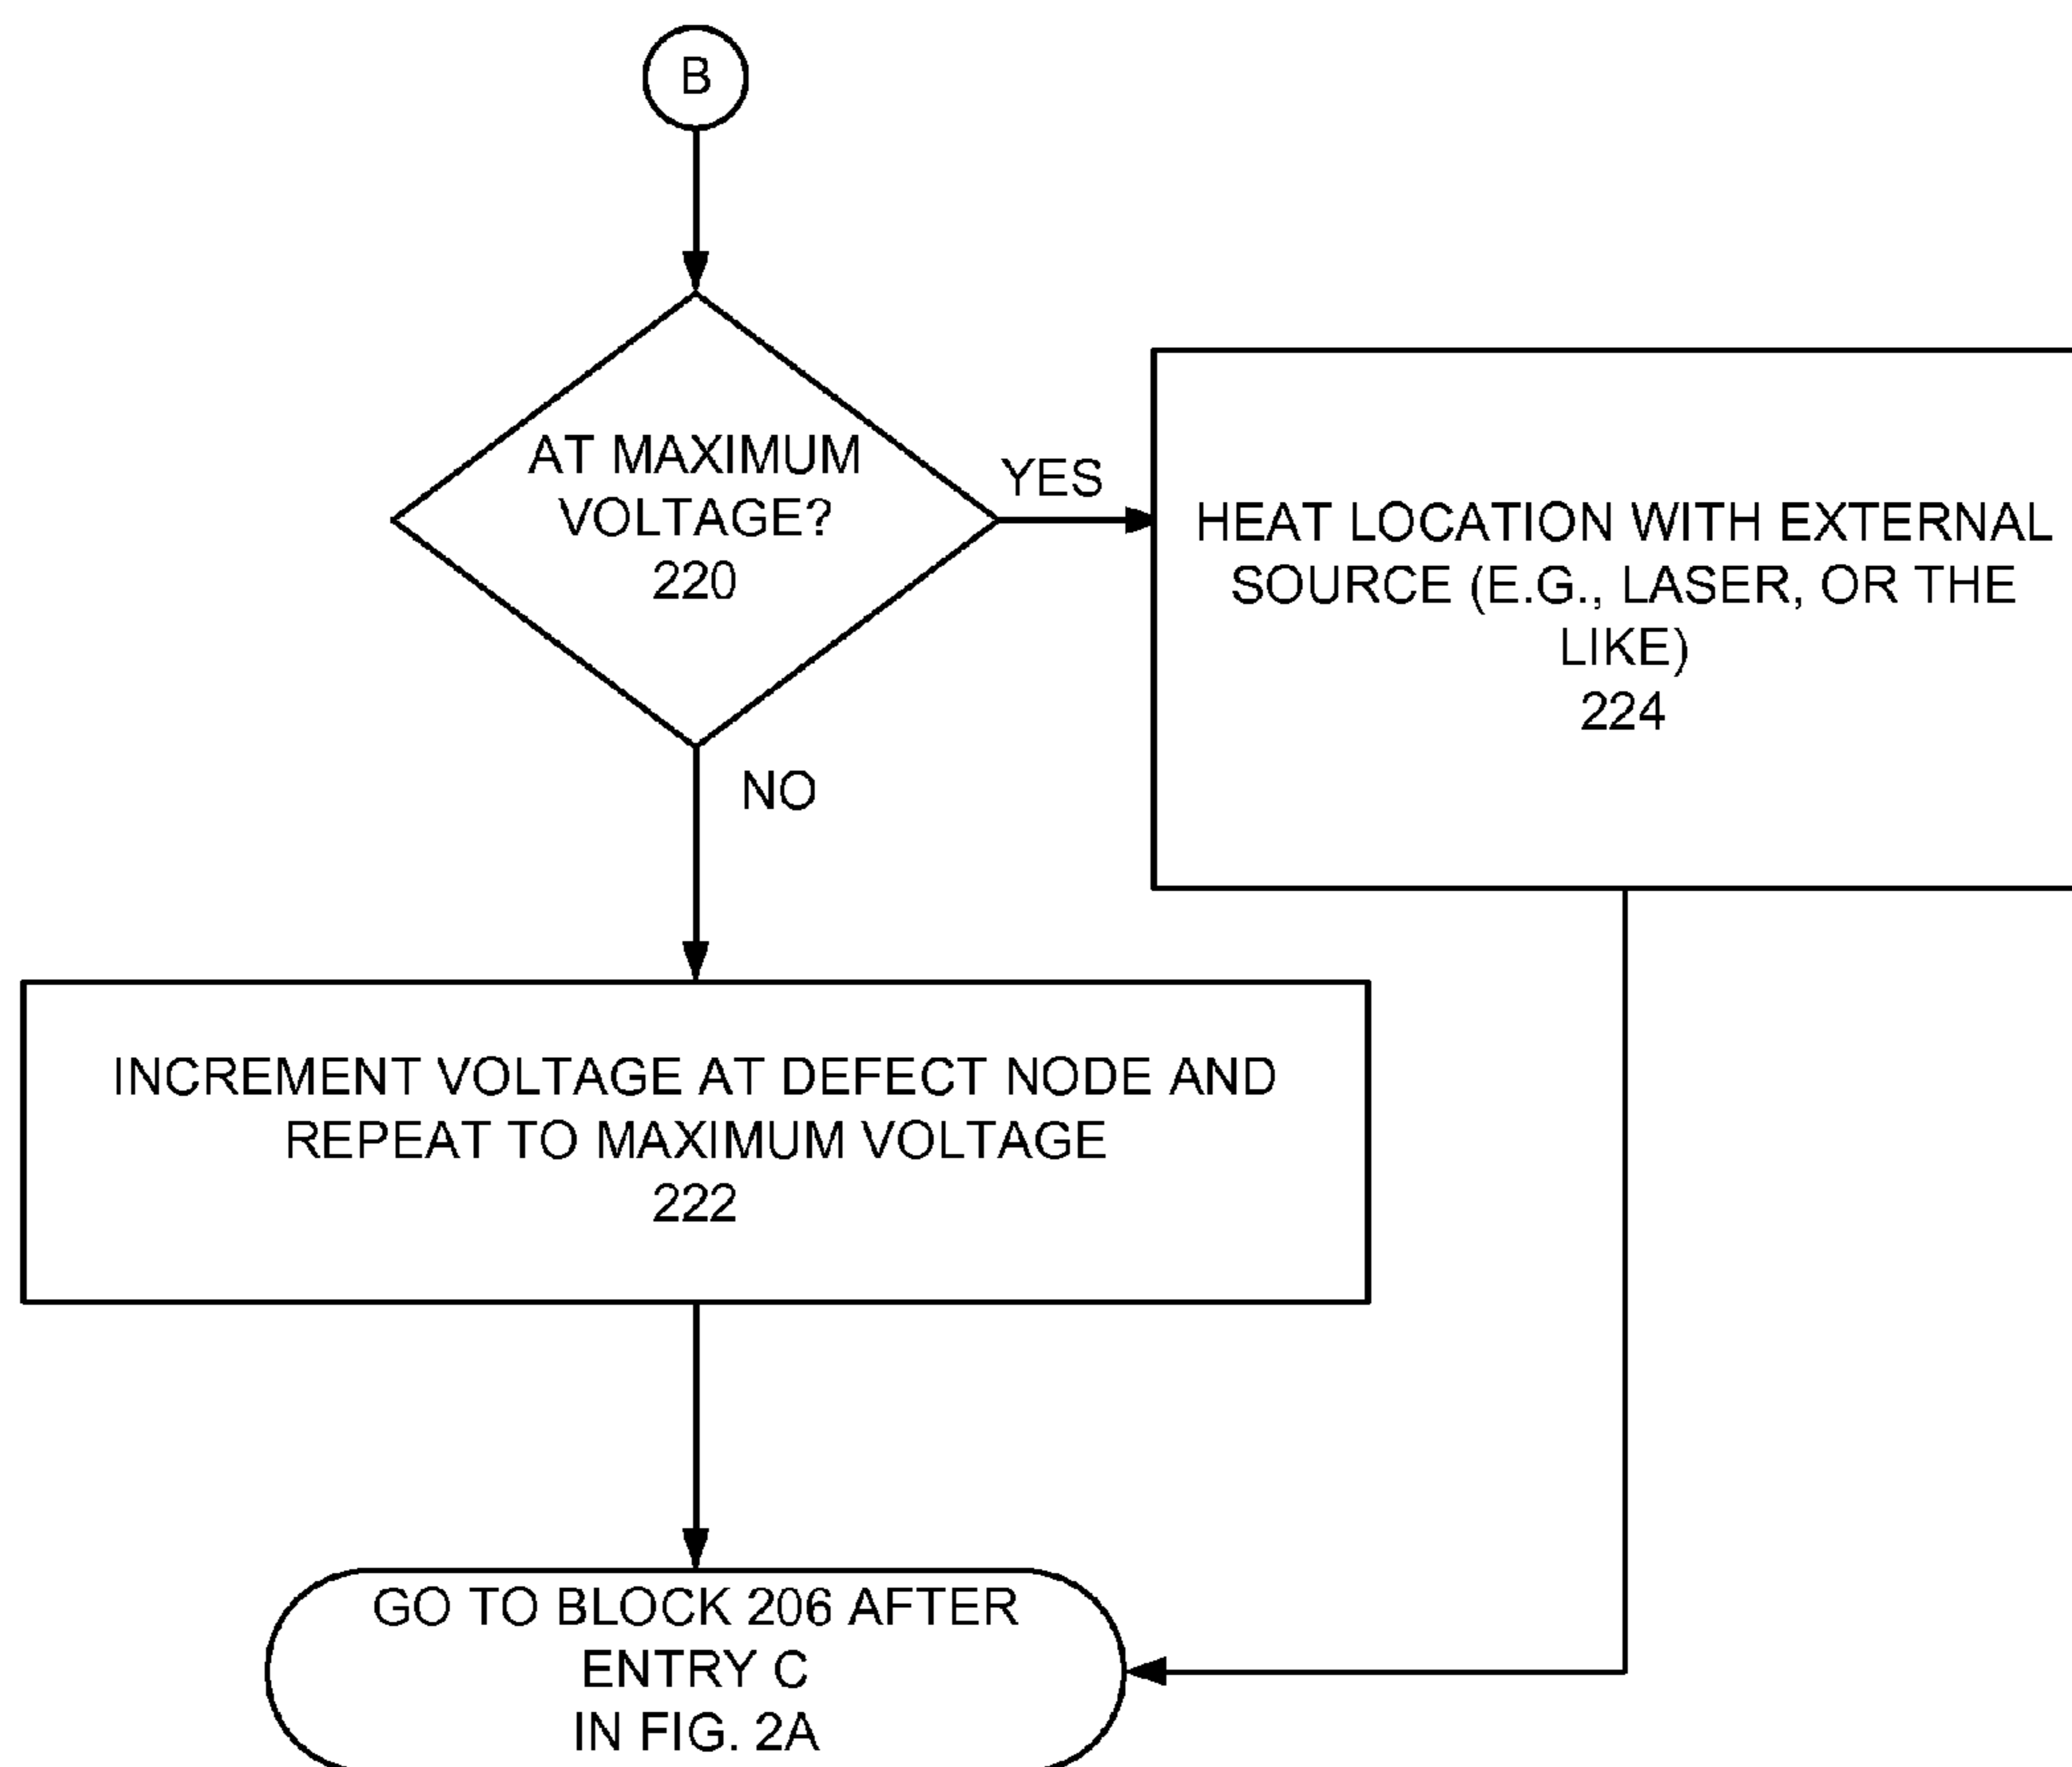 B
AT MAXIMUM
VOLTAGE?
220
YES
HEAT LOCATION WITH EXTERNAL
SOURCE (E.G., LASER, OR THE
LIKE)
224
NO
INCREMENT VOLTAGE AT DEFECT NODE AND
REPEAT TO MAXIMUM VOLTAGE
222
GO TO BLOCK 206 AFTER
ENTRY C
IN FIG. 2A